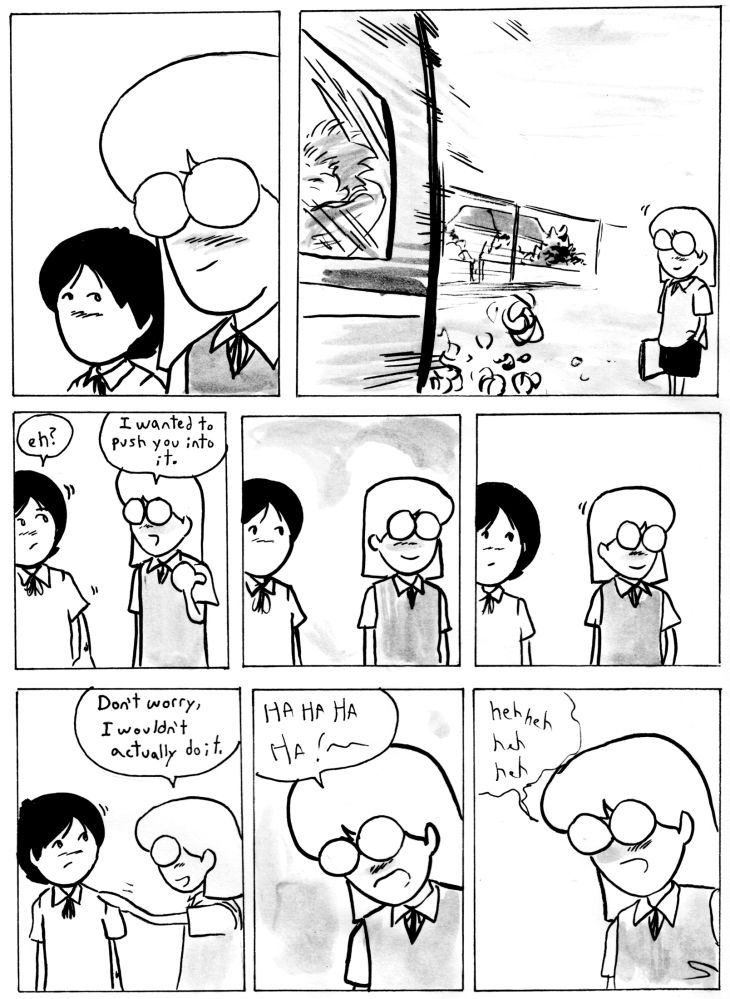 eh?
I wanted to
push you into
it.
Don't worry,
I wouldn't
actually do it.
HA HA HA
HA!
heh heh
heh
heh